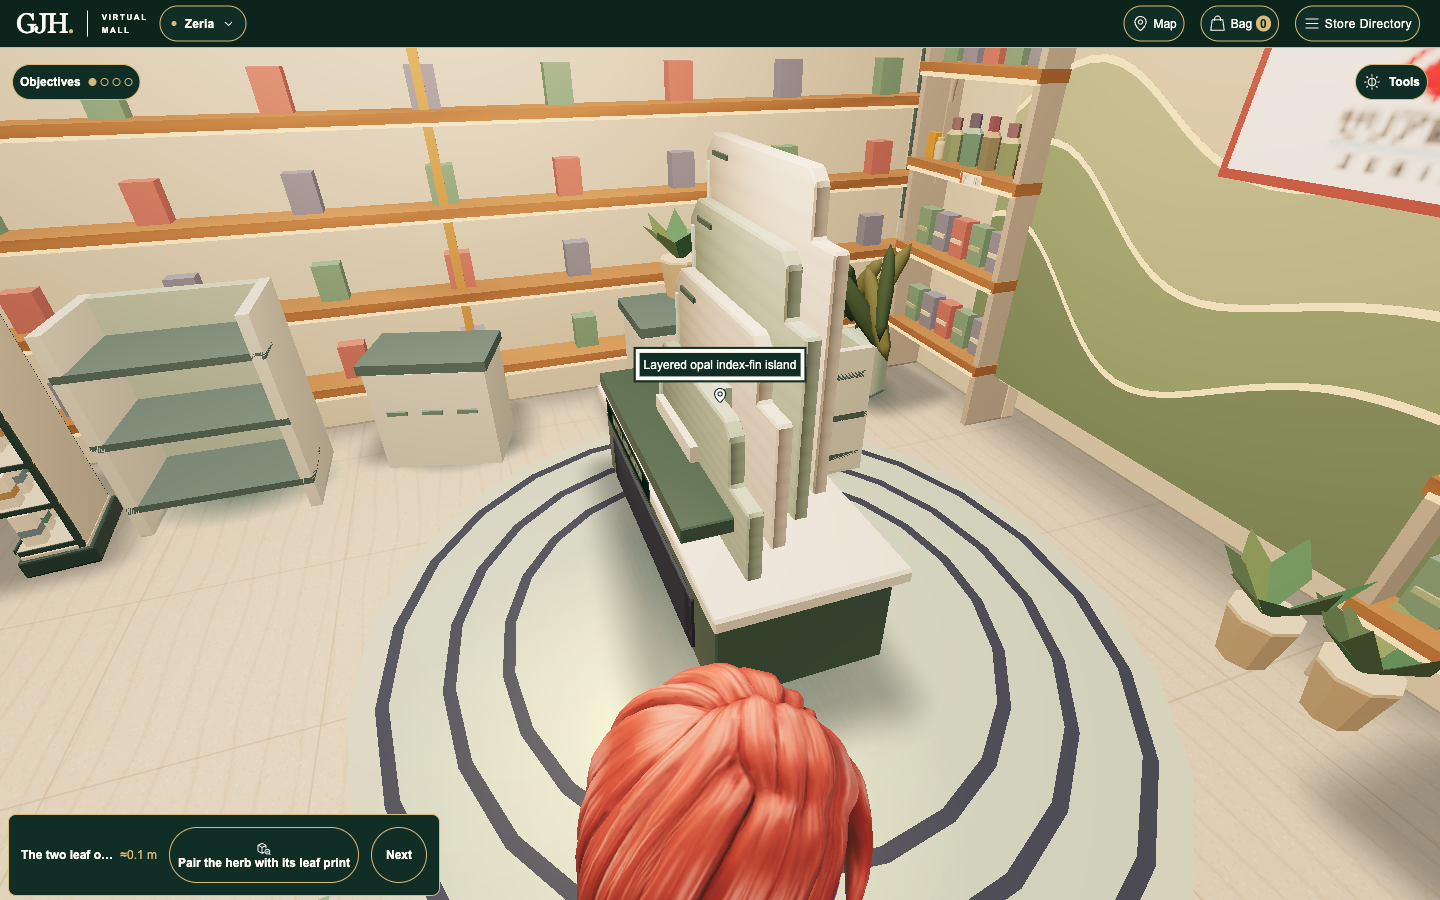 GJH.
VIRTUAL
MALL
Zeria
Map
Bag 0
Store Directory
Objectives
Tools
Layered opal index-fin island
The two leaf o...
≈0.1 m
Pair the herb with its leaf print
Next